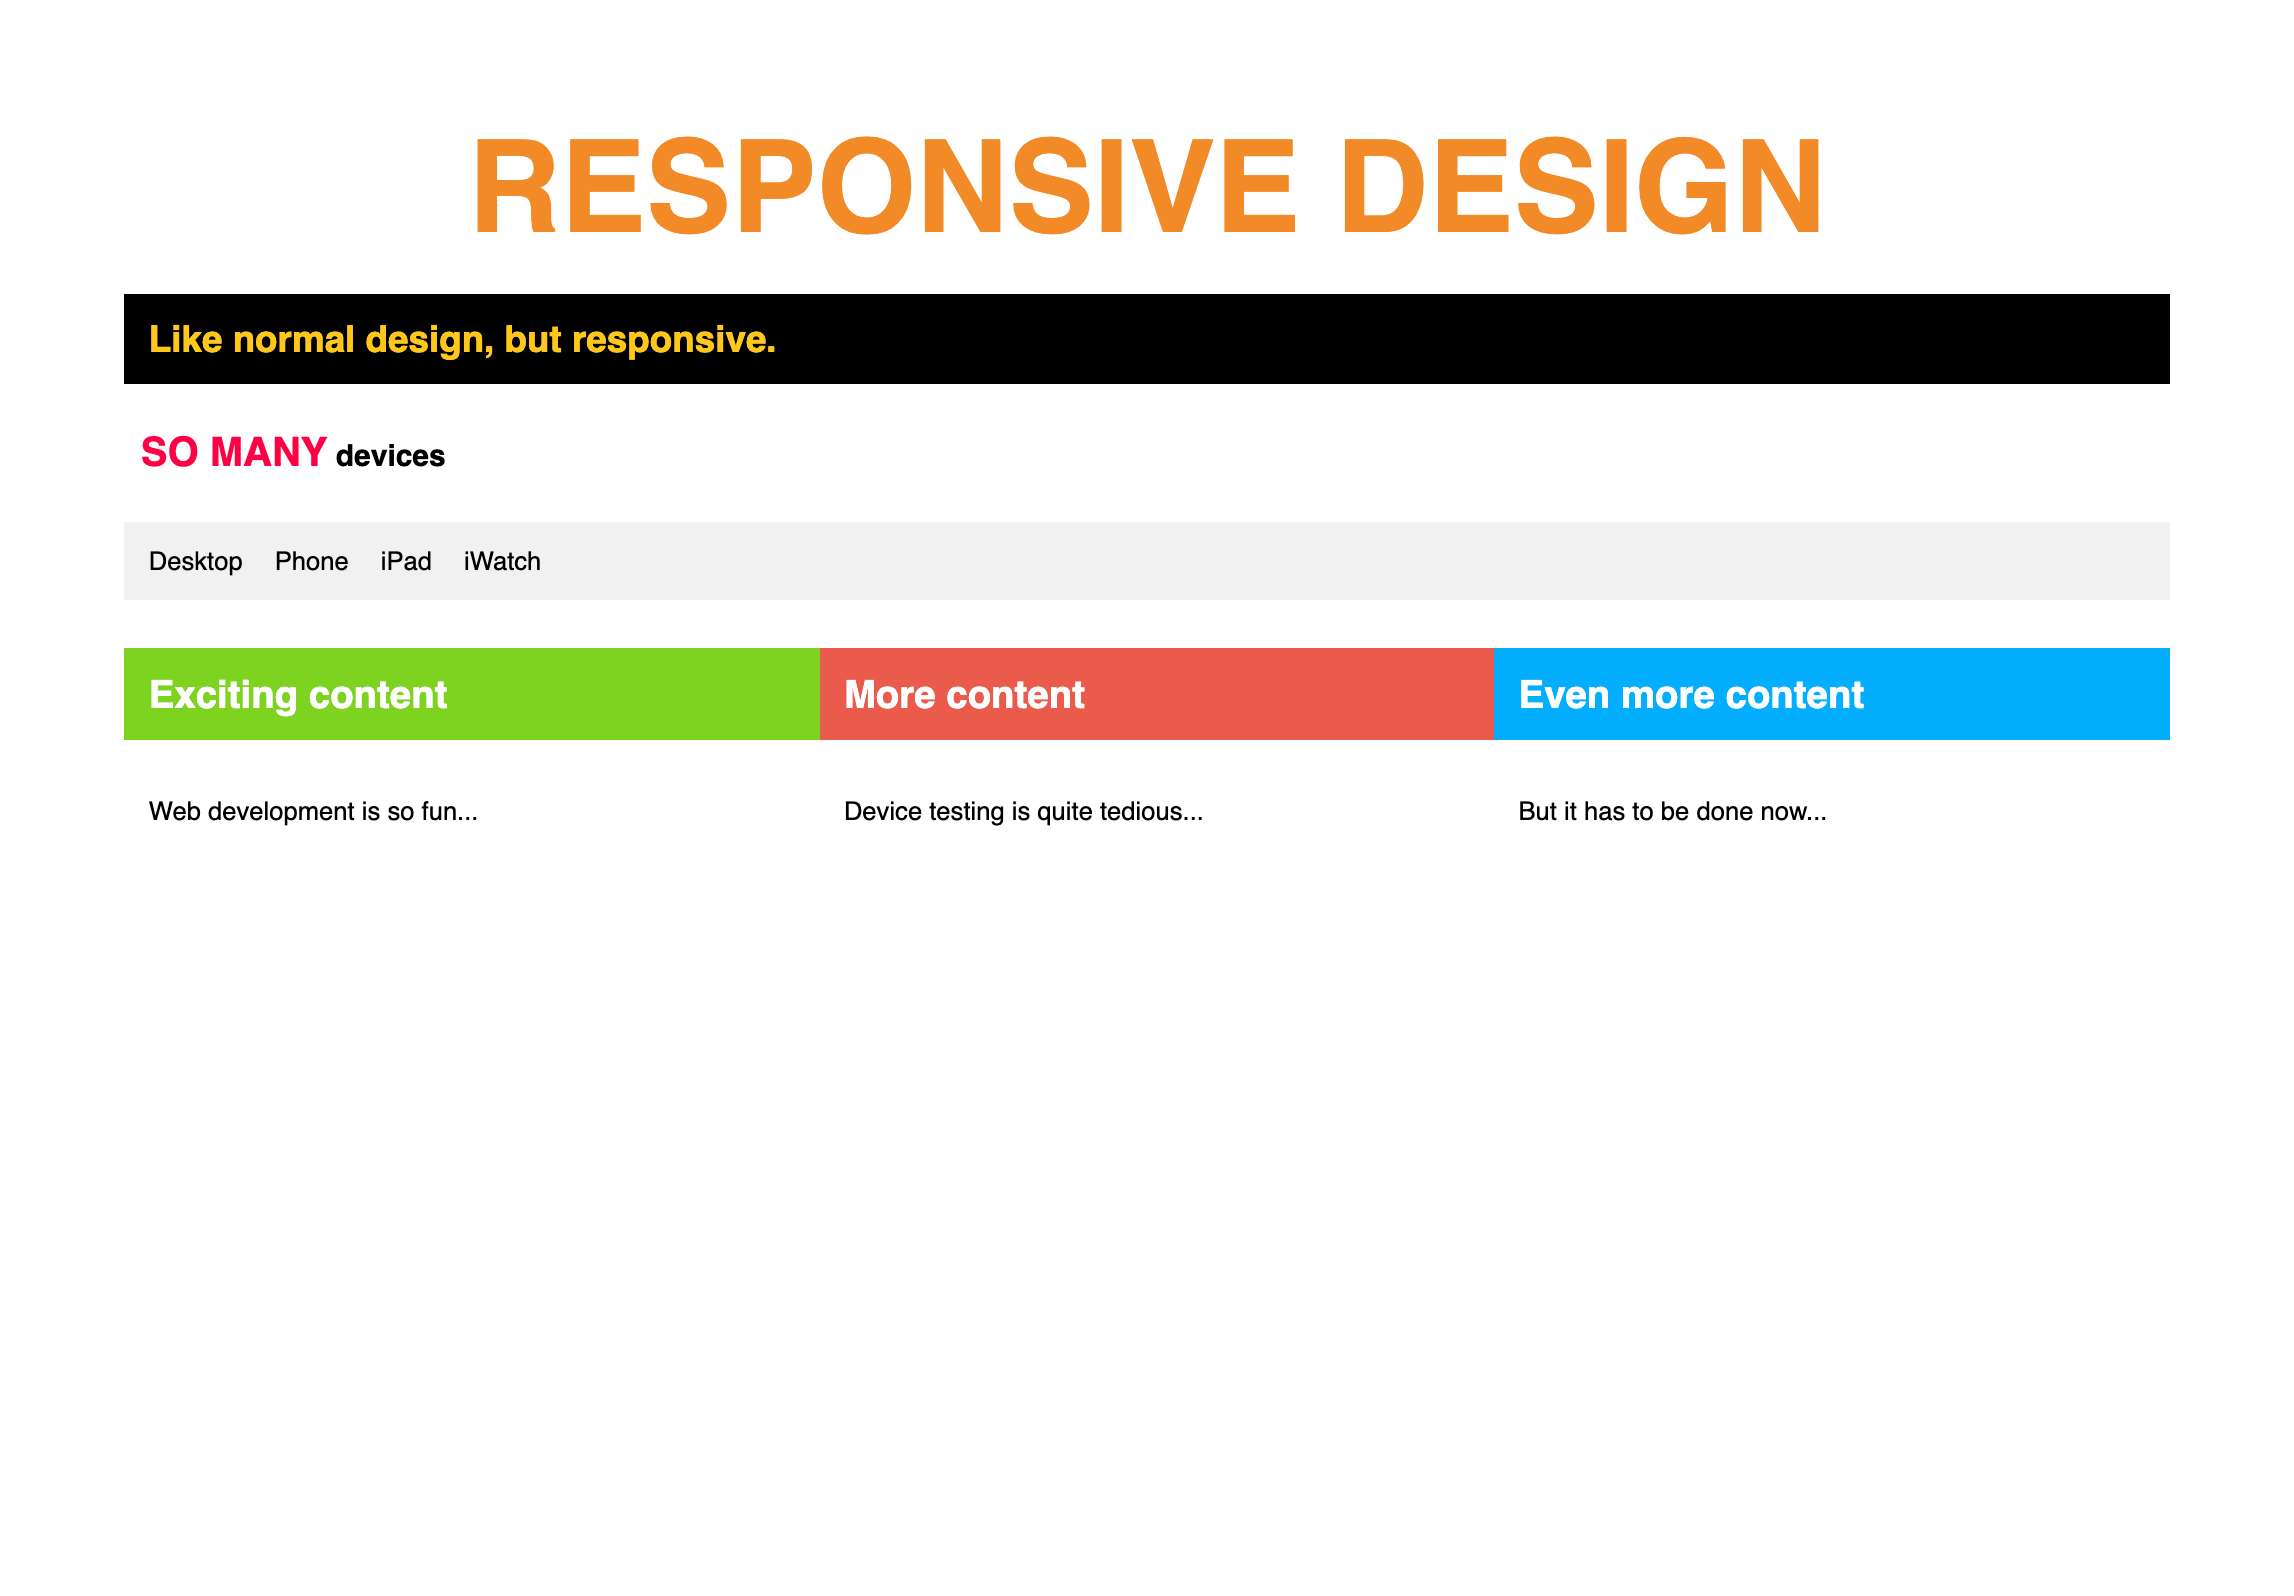 RESPONSIVE DESIGN
Like normal design, but responsive.
SO MANY devices
Desktop Phone iPad iWatch
Exciting content
More content
Even more content
Web development is so fun...
Device testing is quite tedious...
But it has to be done now...